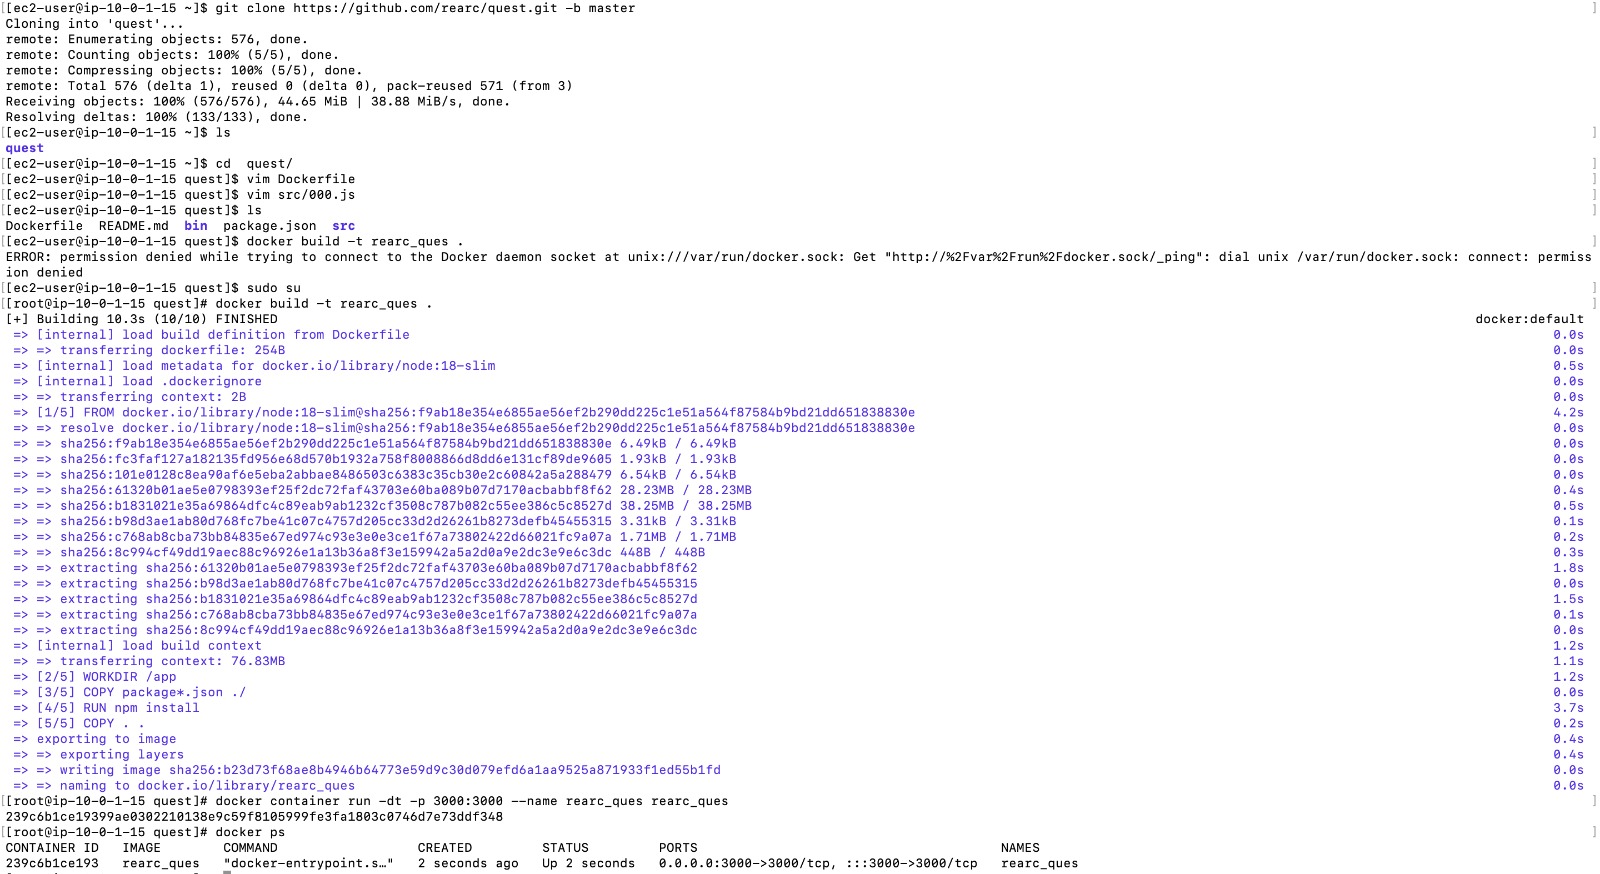 [[ec2-user@ip-10-0-1-15 ~]$ git clone https://github.com/rearc/quest.git -b master ]
Cloning into 'quest'...
remote: Enumerating objects: 576, done.
remote: Counting objects: 100% (5/5), done.
remote: Compressing objects: 100% (5/5), done.
remote: Total 576 (delta 1), reused 0 (delta 0), pack-reused 571 (from 3)
Receiving objects: 100% (576/576), 44.65 MiB | 38.88 MiB/s, done.
Resolving deltas: 100% (133/133), done.
[[ec2-user@ip-10-0-1-15 ~]$ ls ]
quest
[[ec2-user@ip-10-0-1-15 ~]$ cd  quest/ ]
[[ec2-user@ip-10-0-1-15 quest]$ vim Dockerfile ]
[[ec2-user@ip-10-0-1-15 quest]$ vim src/000.js ]
[[ec2-user@ip-10-0-1-15 quest]$ ls ]
Dockerfile  README.md  bin  package.json  src
[[ec2-user@ip-10-0-1-15 quest]$ docker build -t rearc_ques . ]
ERROR: permission denied while trying to connect to the Docker daemon socket at unix:///var/run/docker.sock: Get "http://%2Fvar%2Frun%2Fdocker.sock/_ping": dial unix /var/run/docker.sock: connect: permiss
ion denied
[[ec2-user@ip-10-0-1-15 quest]$ sudo su ]
[[root@ip-10-0-1-15 quest]# docker build -t rearc_ques . ]
[+] Building 10.3s (10/10) FINISHED docker:default
=> [internal] load build definition from Dockerfile 0.0s
=> => transferring dockerfile: 254B 0.0s
=> [internal] load metadata for docker.io/library/node:18-slim 0.5s
=> [internal] load .dockerignore 0.0s
=> => transferring context: 2B 0.0s
=> [1/5] FROM docker.io/library/node:18-slim@sha256:f9ab18e354e6855ae56ef2b290dd225c1e51a564f87584b9bd21dd651838830e 4.2s
=> => resolve docker.io/library/node:18-slim@sha256:f9ab18e354e6855ae56ef2b290dd225c1e51a564f87584b9bd21dd651838830e 0.0s
=> => sha256:f9ab18e354e6855ae56ef2b290dd225c1e51a564f87584b9bd21dd651838830e 6.49kB / 6.49kB 0.0s
=> => sha256:fc3faf127a182135fd956e68d570b1932a758f8008866d8dd6e131cf89de9605 1.93kB / 1.93kB 0.0s
=> => sha256:101e0128c8ea90af6e5eba2abbae8486503c6383c35cb30e2c60842a5a288479 6.54kB / 6.54kB 0.0s
=> => sha256:61320b01ae5e0798393ef25f2dc72faf43703e60ba089b07d7170acbabbf8f62 28.23MB / 28.23MB 0.4s
=> => sha256:b1831021e35a69864dfc4c89eab9ab1232cf3508c787b082c55ee386c5c8527d 38.25MB / 38.25MB 0.5s
=> => sha256:b98d3ae1ab80d768fc7be41c07c4757d205cc33d2d26261b8273defb45455315 3.31kB / 3.31kB 0.1s
=> => sha256:c768ab8cba73bb84835e67ed974c93e3e0e3ce1f67a73802422d66021fc9a07a 1.71MB / 1.71MB 0.2s
=> => sha256:8c994cf49dd19aec88c96926e1a13b36a8f3e159942a5a2d0a9e2dc3e9e6c3dc 448B / 448B 0.3s
=> => extracting sha256:61320b01ae5e0798393ef25f2dc72faf43703e60ba089b07d7170acbabbf8f62 1.8s
=> => extracting sha256:b98d3ae1ab80d768fc7be41c07c4757d205cc33d2d26261b8273defb45455315 0.0s
=> => extracting sha256:b1831021e35a69864dfc4c89eab9ab1232cf3508c787b082c55ee386c5c8527d 1.5s
=> => extracting sha256:c768ab8cba73bb84835e67ed974c93e3e0e3ce1f67a73802422d66021fc9a07a 0.1s
=> => extracting sha256:8c994cf49dd19aec88c96926e1a13b36a8f3e159942a5a2d0a9e2dc3e9e6c3dc 0.0s
=> [internal] load build context 1.2s
=> => transferring context: 76.83MB 1.1s
=> [2/5] WORKDIR /app 1.2s
=> [3/5] COPY package*.json ./ 0.0s
=> [4/5] RUN npm install 3.7s
=> [5/5] COPY . . 0.2s
=> exporting to image 0.4s
=> => exporting layers 0.4s
=> => writing image sha256:b23d73f68ae8b4946b64773e59d9c30d079efd6a1aa9525a871933f1ed55b1fd 0.0s
=> => naming to docker.io/library/rearc_ques 0.0s
[[root@ip-10-0-1-15 quest]# docker container run -dt -p 3000:3000 --name rearc_ques rearc_ques ]
239c6b1ce19399ae0302210138e9c59f8105999fe3fa1803c0746d7e73ddf348
[[root@ip-10-0-1-15 quest]# docker ps ]
CONTAINER ID   IMAGE        COMMAND                  CREATED         STATUS         PORTS                                       NAMES
239c6b1ce193   rearc_ques   "docker-entrypoint.s…"   2 seconds ago   Up 2 seconds   0.0.0.0:3000->3000/tcp, :::3000->3000/tcp   rearc_ques